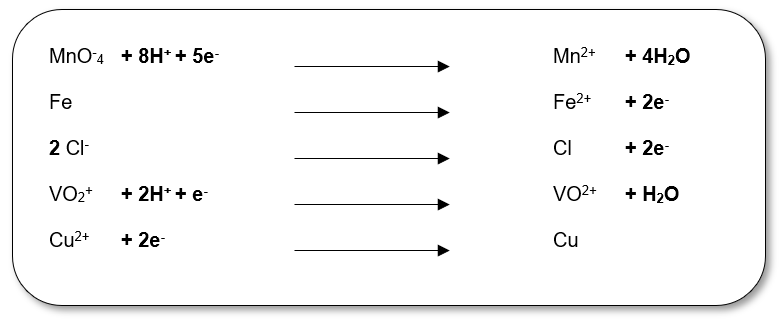 MnO⁻₄ + 8H⁺ + 5e⁻ Mn²⁺ + 4H₂O
Fe Fe²⁺ + 2e⁻
2 Cl⁻ Cl + 2e⁻
VO₂⁺ + 2H⁺ + e⁻ VO²⁺ + H₂O
Cu²⁺ + 2e⁻ Cu